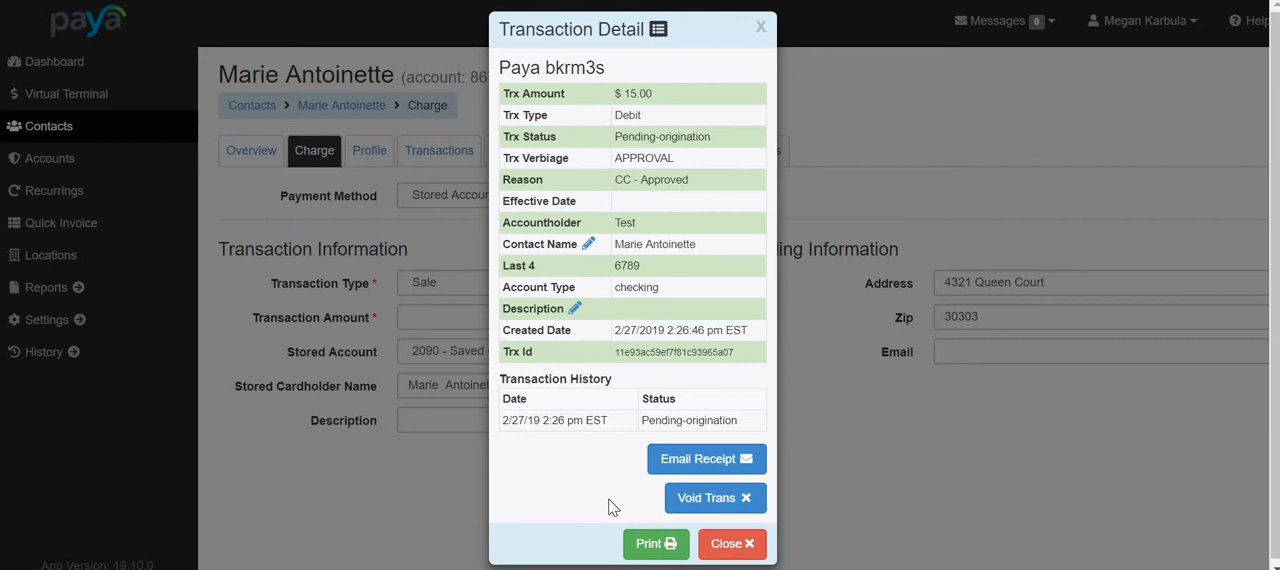 paya
Messages 0
Megan Karbula
Help
Dashboard
Virtual Terminal
Contacts
Accounts
Recurrings
Quick Invoice
Locations
Reports
Settings
History
App Version: 19.10.0
Marie Antoinette (account: 86
Contacts > Marie Antoinette > Charge
Overview
Charge
Profile
Transactions
Payment Method
Stored Accoun
Transaction Information
Transaction Type *
Sale
Transaction Amount *
Stored Account
2090 - Saved
Stored Cardholder Name
Marie Antoinet
Description
Transaction Detail
X
Paya bkrm3s
Trx Amount $ 15.00
Trx Type Debit
Trx Status Pending-origination
Trx Verbiage APPROVAL
Reason CC - Approved
Effective Date
Accountholder Test
Contact Name Marie Antoinette
Last 4 6789
Account Type checking
Description
Created Date 2/27/2019 2:26:46 pm EST
Trx Id 11e93ac59ef7f81c93965a07
Transaction History
Date Status
2/27/19 2:26 pm EST Pending-origination
Email Receipt
Void Trans
Print
Close
ing Information
Address
4321 Queen Court
Zip
30303
Email